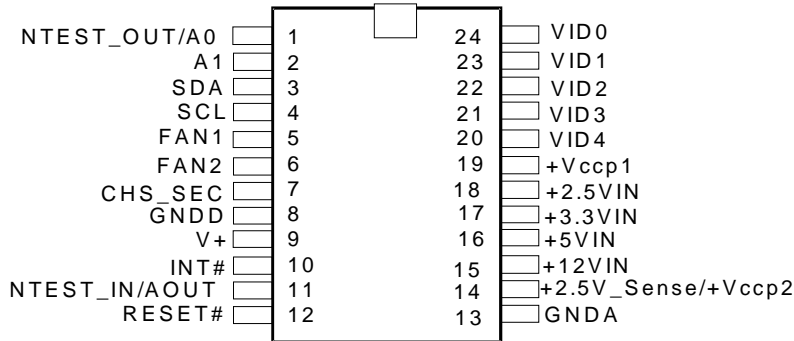 NTEST_OUT/A0 1 24 VID0
A1 2 23 VID1
SDA 3 22 VID2
SCL 4 21 VID3
FAN1 5 20 VID4
FAN2 6 19 +Vccp1
CHS_SEC 7 18 +2.5VIN
GNDD 8 17 +3.3VIN
V+ 9 16 +5VIN
INT# 10 15 +12VIN
NTEST_IN/AOUT 11 14 +2.5V_Sense/+Vccp2
RESET# 12 13 GNDA